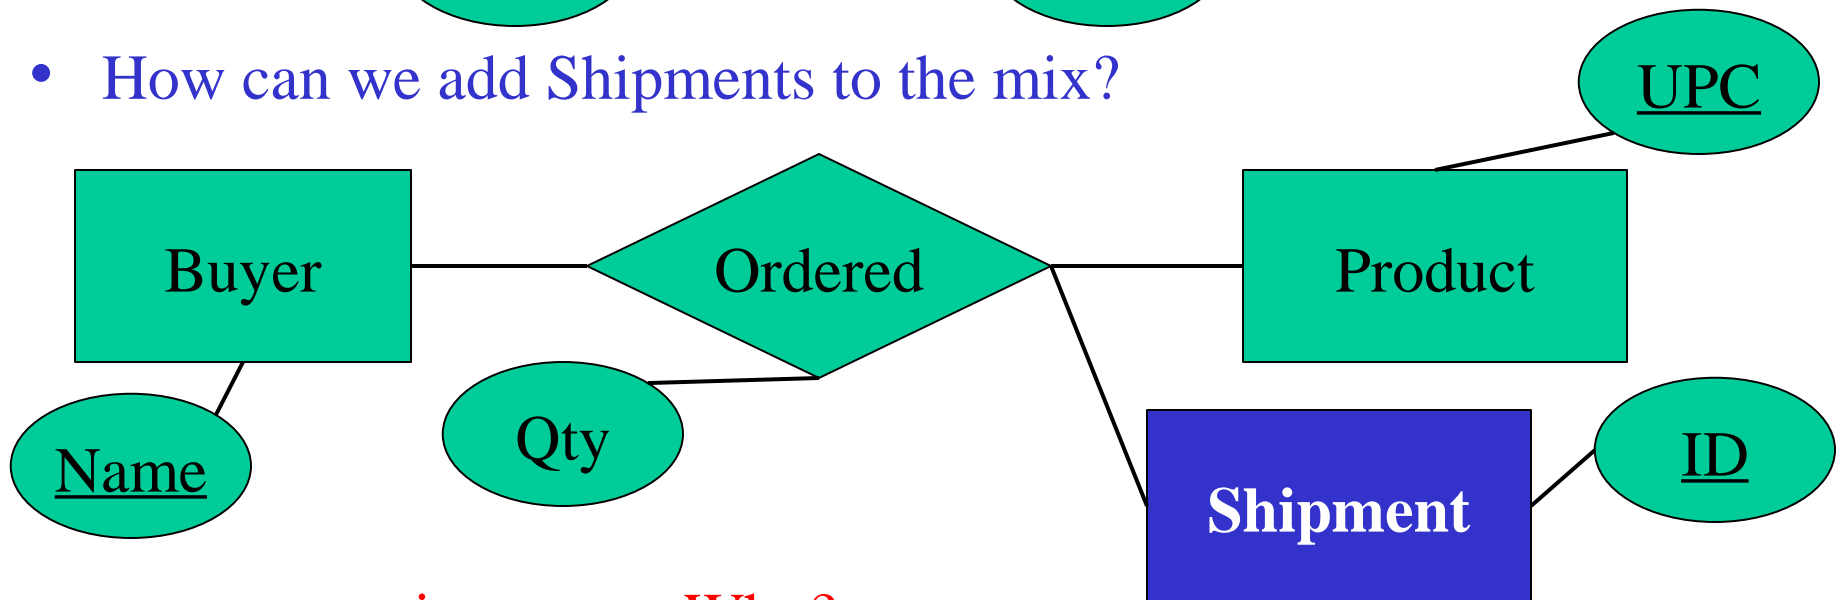 • How can we add Shipments to the mix?
UPC
Buyer
Ordered
Product
Name
Qty
ID
Shipment